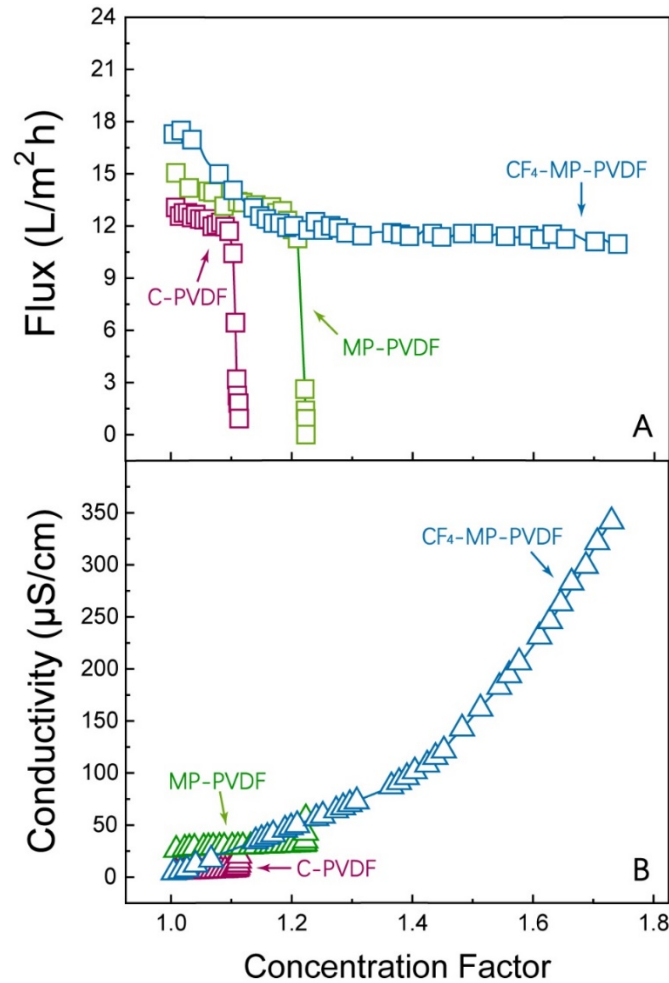 24
21
18
15
12
9
6
3
0
Flux (L/m² h)
CF₄-MP-PVDF
C-PVDF
MP-PVDF
A
350
300
250
200
150
100
50
0
Conductivity (μS/cm)
CF₄-MP-PVDF
MP-PVDF
C-PVDF
B
1.0 1.2 1.4 1.6 1.8
Concentration Factor